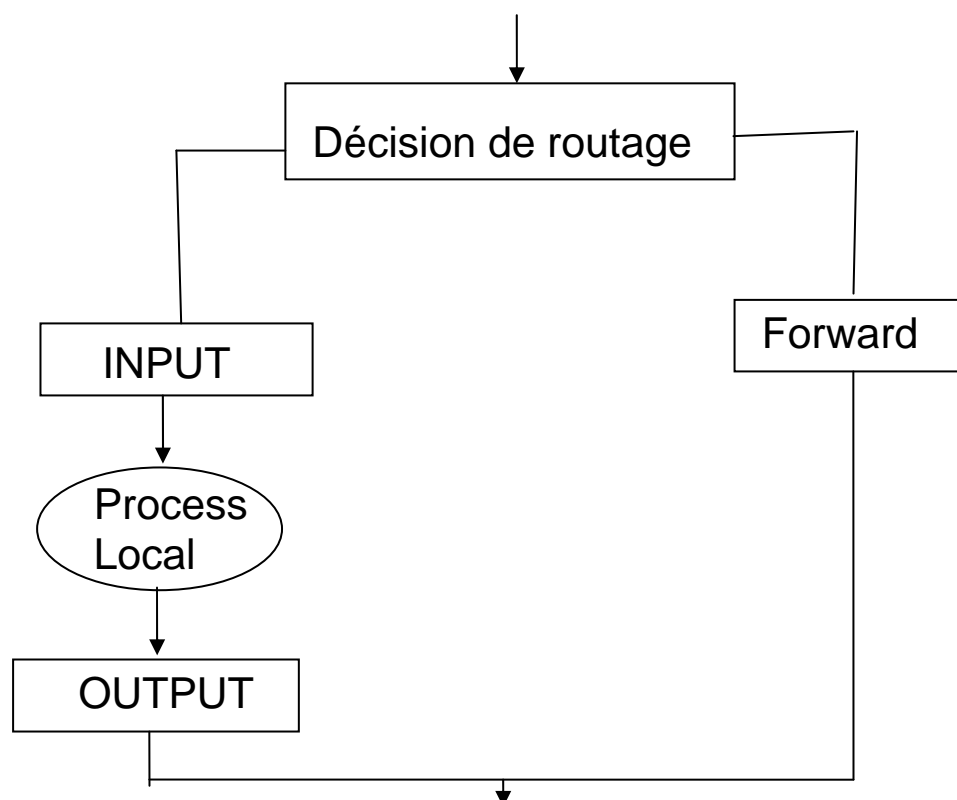 Décision de routage
INPUT
Forward
Process
Local
OUTPUT